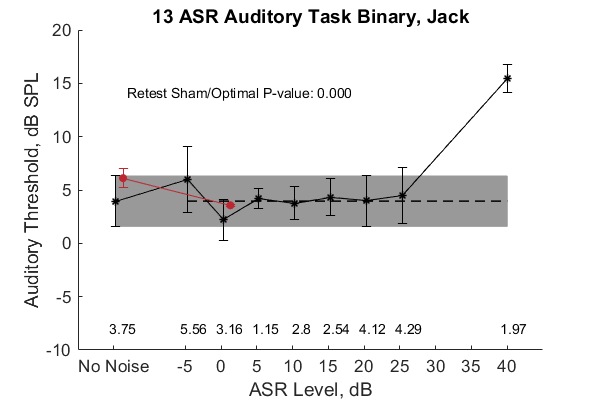 13 ASR Auditory Task Binary, Jack
20
15
10
5
0
-5
-10
Auditory Threshold, dB SPL
Retest Sham/Optimal P-value: 0.000
3.75 5.56 3.16 1.15 2.8 2.54 4.12 4.29 1.97
No Noise -5 0 5 10 15 20 25 30 35 40
ASR Level, dB